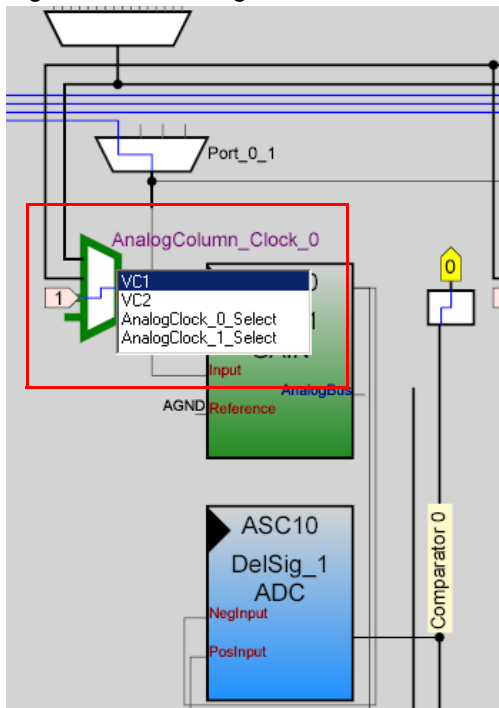 Port_0_1
AnalogColumn_Clock_0
0
1
VC1
VC2
AnalogClock_0_Select
AnalogClock_1_Select
Input
AnalogBus
AGND
Reference
Comparator 0
ASC10
DelSig_1
ADC
NegInput
PosInput